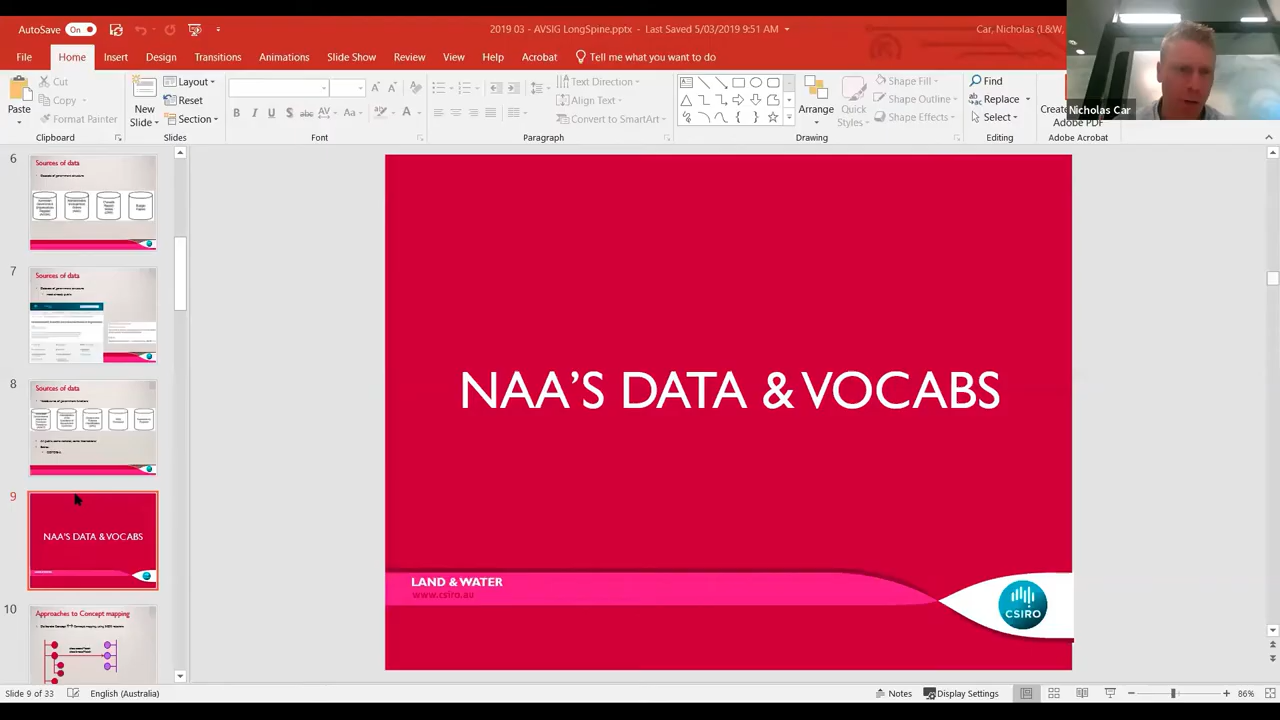 AutoSave On
2019 03 - AVSIG LongSpine.pptx - Last Saved 5/03/2019 9:51 AM
Car, Nicholas (L&W,
File Home Insert Design Transitions Animations Slide Show Review View Help Acrobat Tell me what you want to do
Paste
Cut
Copy
Format Painter
Clipboard
New
Slide
Layout
Reset
Section
Slides
Font
Text Direction
Align Text
Convert to SmartArt
Paragraph
Arrange
Quick
Styles
Shape Fill
Shape Outline
Shape Effects
Drawing
Find
Replace
Select
Editing
Create
Adobe PDF
Adobe Acrobat
Nicholas Car
6
Sources of data
7
Sources of data
8
Sources of data
9
NAA'S DATA & VOCABS
10
Approaches to Concept mapping
NAA'S DATA & VOCABS
LAND & WATER
www.csiro.au
CSIRO
Slide 9 of 33
English (Australia)
Notes
Display Settings
86%